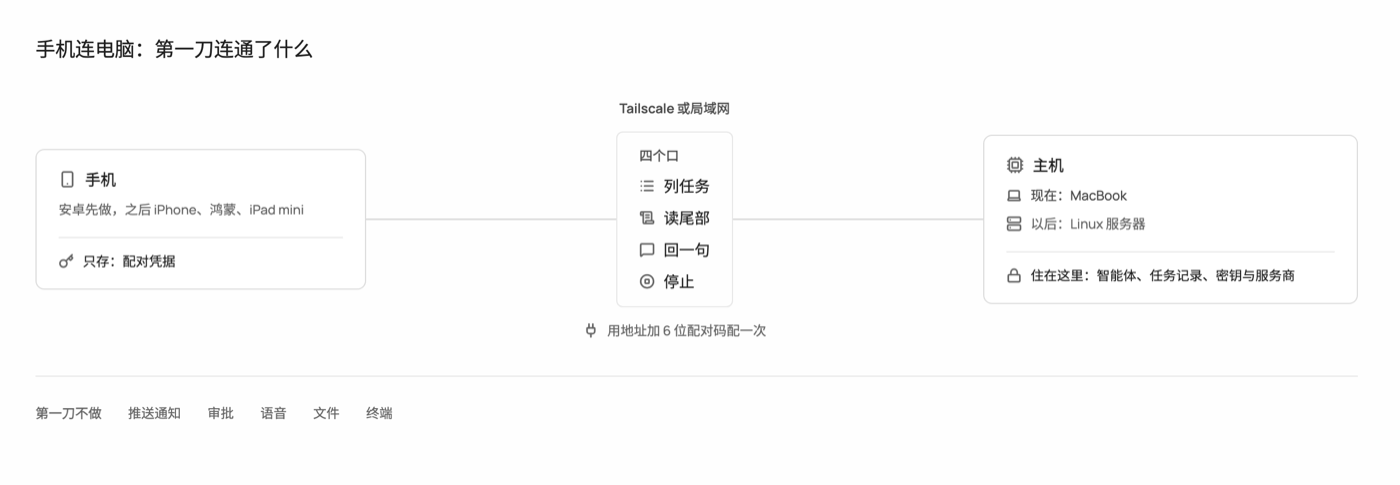 手机连电脑：第一刀连通了什么
Tailscale 或局域网
手机
安卓先做，之后 iPhone、鸿蒙、iPad mini
只存：配对凭据
四个口
列任务
读尾部
回一句
停止
用地址加 6 位配对码配一次
主机
现在：MacBook
以后：Linux 服务器
住在这里：智能体、任务记录、密钥与服务商
第一刀不做 推送通知 审批 语音 文件 终端